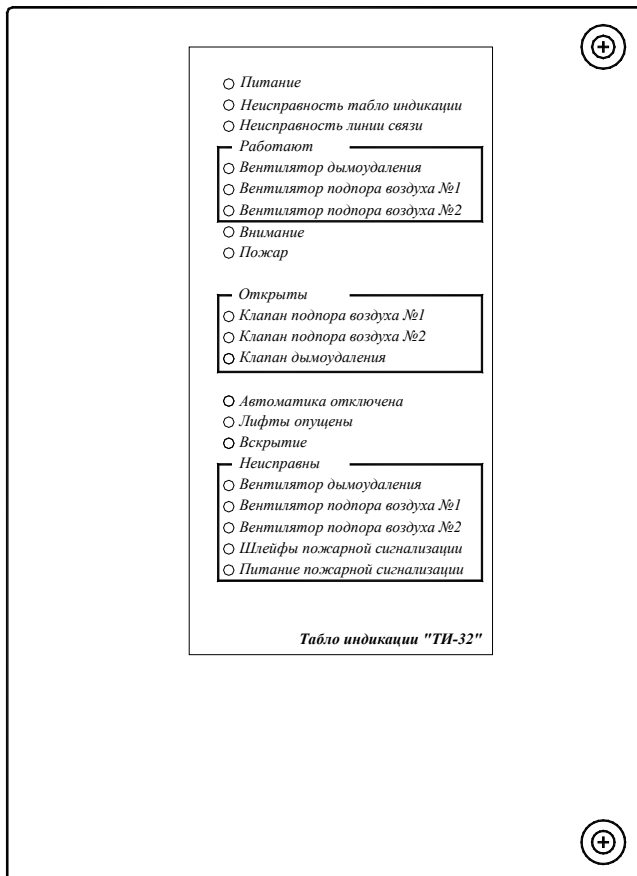 Питание
Неисправность табло индикации
Неисправность линии связи
Работают
Вентилятор дымоудаления
Вентилятор подпора воздуха №1
Вентилятор подпора воздуха №2
Внимание
Пожар
Открыты
Клапан подпора воздуха №1
Клапан подпора воздуха №2
Клапан дымоудаления
Автоматика отключена
Лифты опущены
Вскрытие
Неисправны
Вентилятор дымоудаления
Вентилятор подпора воздуха №1
Вентилятор подпора воздуха №2
Шлейфы пожарной сигнализации
Питание пожарной сигнализации
Табло индикации "ТИ-32"